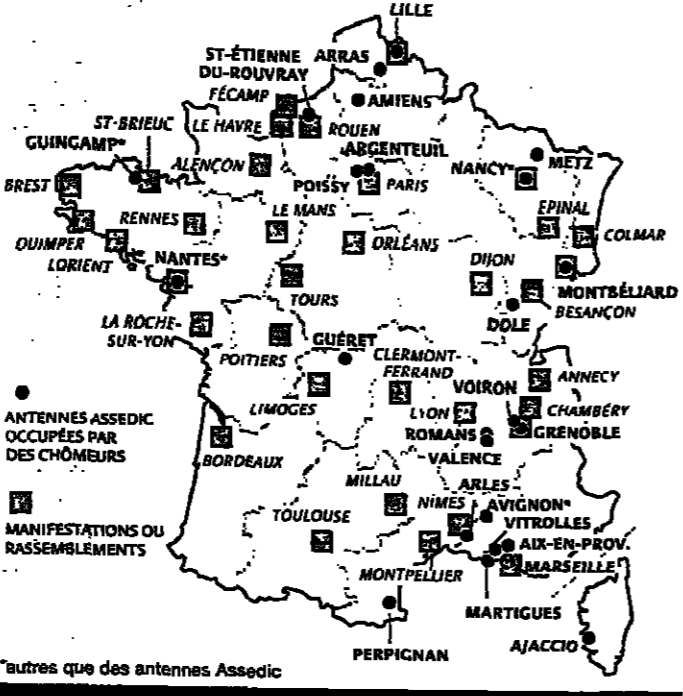 LILLE
ST-ÉTIENNE
DU-ROUVRAY
ARRAS
FÉCAMP
AMIENS
ST-BRIEUC
LE HAVRE
ROUEN
GUINGAMP*
ARGENTEUIL
ALENÇON
NANCY*
METZ
BREST
POISSY
PARIS
RENNES
LE MANS
EPINAL
QUIMPER
ORLÉANS
COLMAR
LORIENT
NANTES*
DIJON
MONTBÉLIARD
TOURS
BESANÇON
LA ROCHE-
SUR-YON
DOLE
POITIERS
GUÉRET
CLERMONT-
FERRAND
ANNECY
VOIRON
LIMOGES
LYON
CHAMBÉRY
GRENOBLE
ANTENNES ASSEDIC
OCCUPÉES PAR
DES CHÔMEURS
ROMANS
VALENCE
BORDEAUX
MILLAU
ARLES
NîMES
AVIGNON*
TOULOUSE
VITROLLES
MANIFESTATIONS OU
RASSEMBLEMENTS
AIX-EN-PROV.
MARSEILLE
MONTPELLIER
MARTIGUES
PERPIGNAN
AJACCIO
*autres que des antennes Assedic